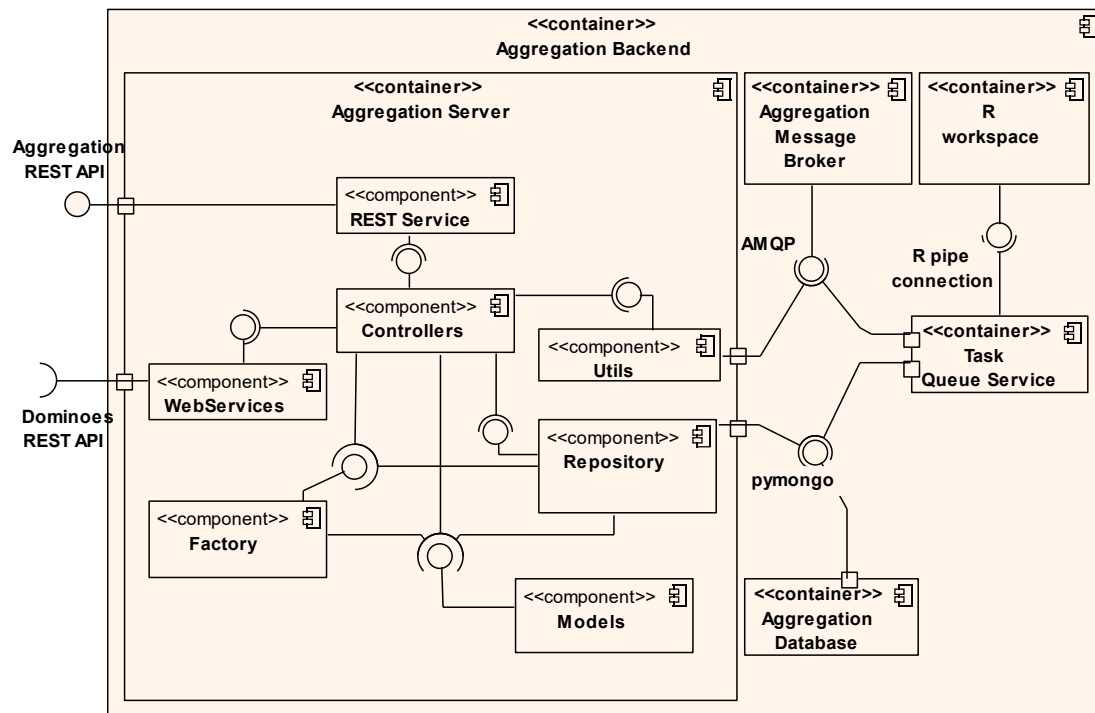 <<container>>
Aggregation Backend
<<container>>
Aggregation Server
<<container>>
Aggregation
Message
Broker
<<container>>
R
workspace
Aggregation
REST API
<<component>>
REST Service
AMQP
R pipe
connection
<<component>>
Controllers
<<component>>
Utils
<<container>>
Task
Queue Service
<<component>>
WebServices
Dominoes
REST API
<<component>>
Repository
pymongo
<<component>>
Factory
<<component>>
Models
<<container>>
Aggregation
Database